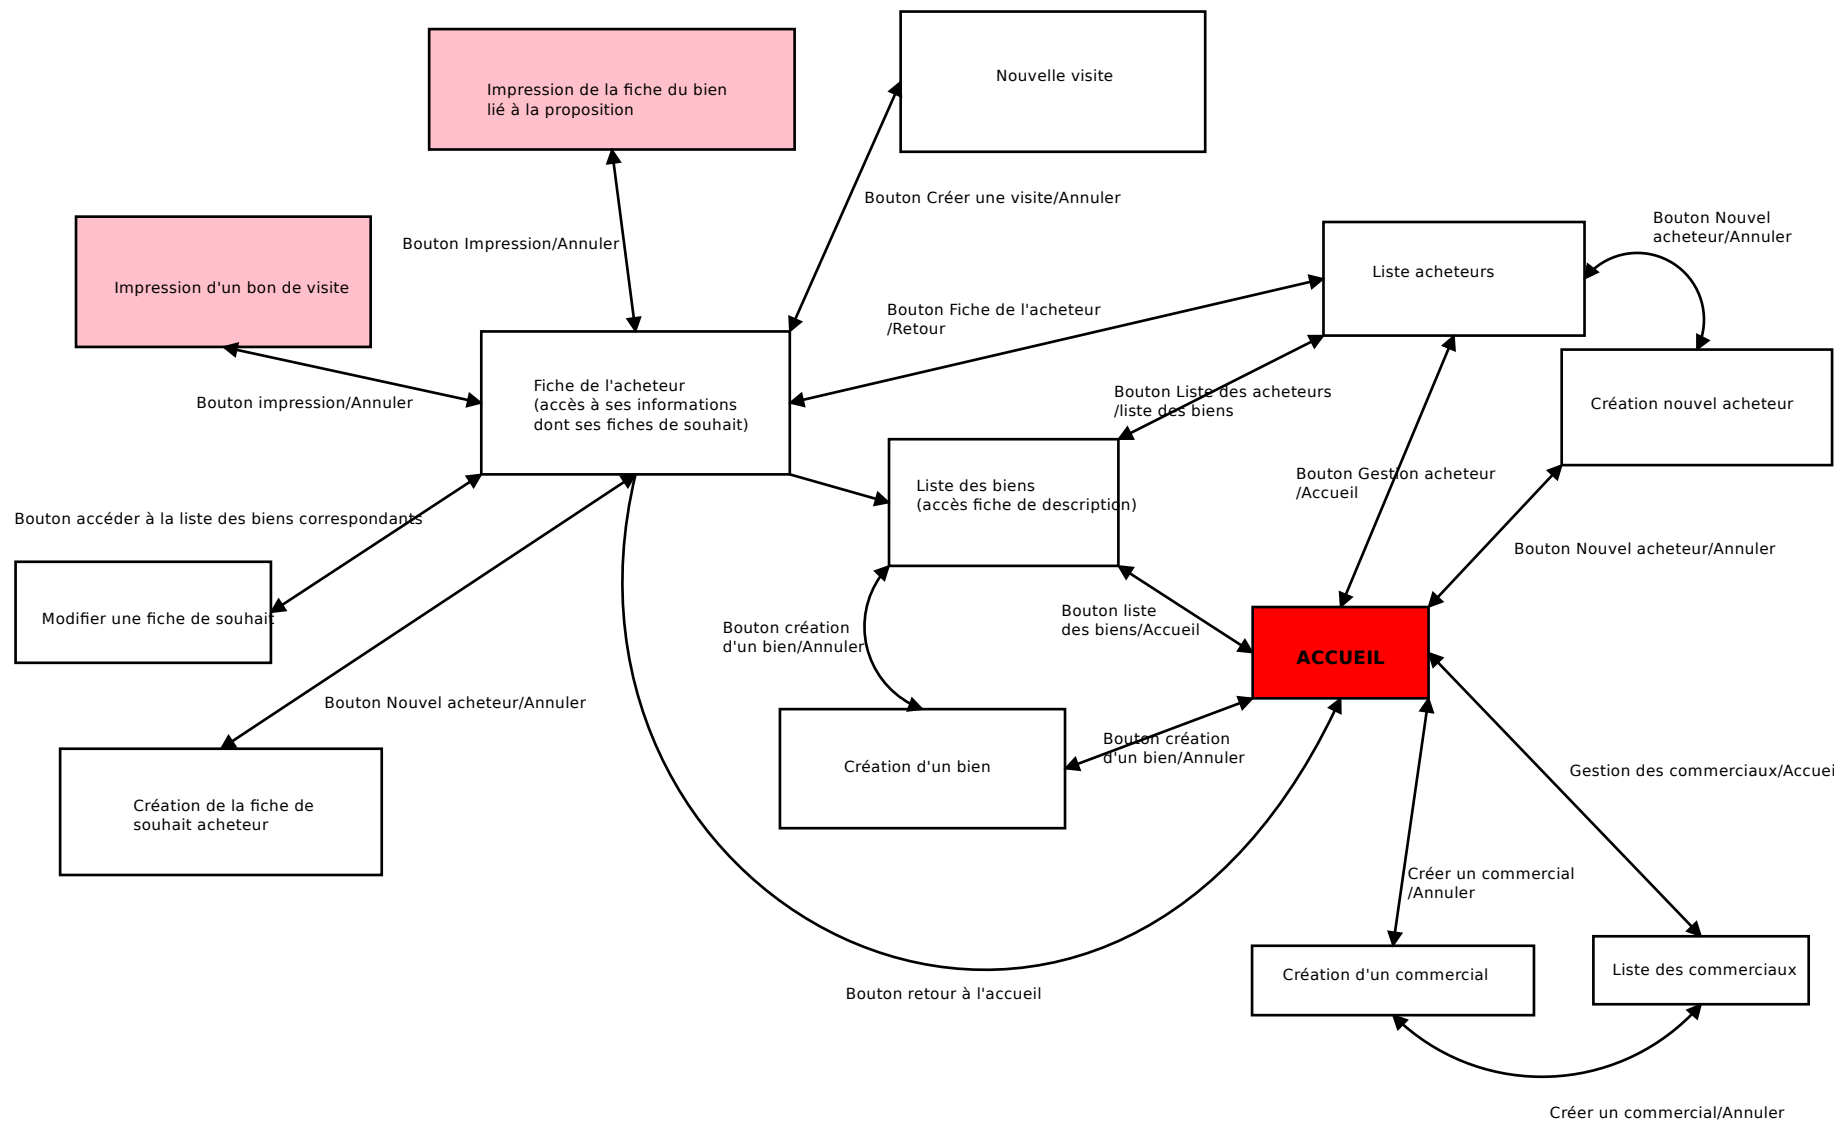 Nouvelle visite
Impression de la fiche du bien
lié à la proposition
Bouton Créer une visite/Annuler
Bouton Nouvel
acheteur/Annuler
Bouton Impression/Annuler
Liste acheteurs
Impression d'un bon de visite
Bouton Fiche de l'acheteur
/Retour
Fiche de l'acheteur
(accès à ses informations
dont ses fiches de souhait)
Bouton impression/Annuler
Bouton Liste des acheteurs
/liste des biens
Création nouvel acheteur
Bouton Gestion acheteur
/Accueil
Liste des biens
(accès fiche de description)
Bouton accéder à la liste des biens correspondants
Bouton Nouvel acheteur/Annuler
Modifier une fiche de souhait
Bouton liste
des biens/Accueil
Bouton création
d'un bien/Annuler
ACCUEIL
Bouton Nouvel acheteur/Annuler
Bouton création
d'un bien/Annuler
Création d'un bien
Gestion des commerciaux/Accuei
Création de la fiche de
souhait acheteur
Créer un commercial
/Annuler
Création d'un commercial
Liste des commerciaux
Bouton retour à l'accueil
Créer un commercial/Annuler